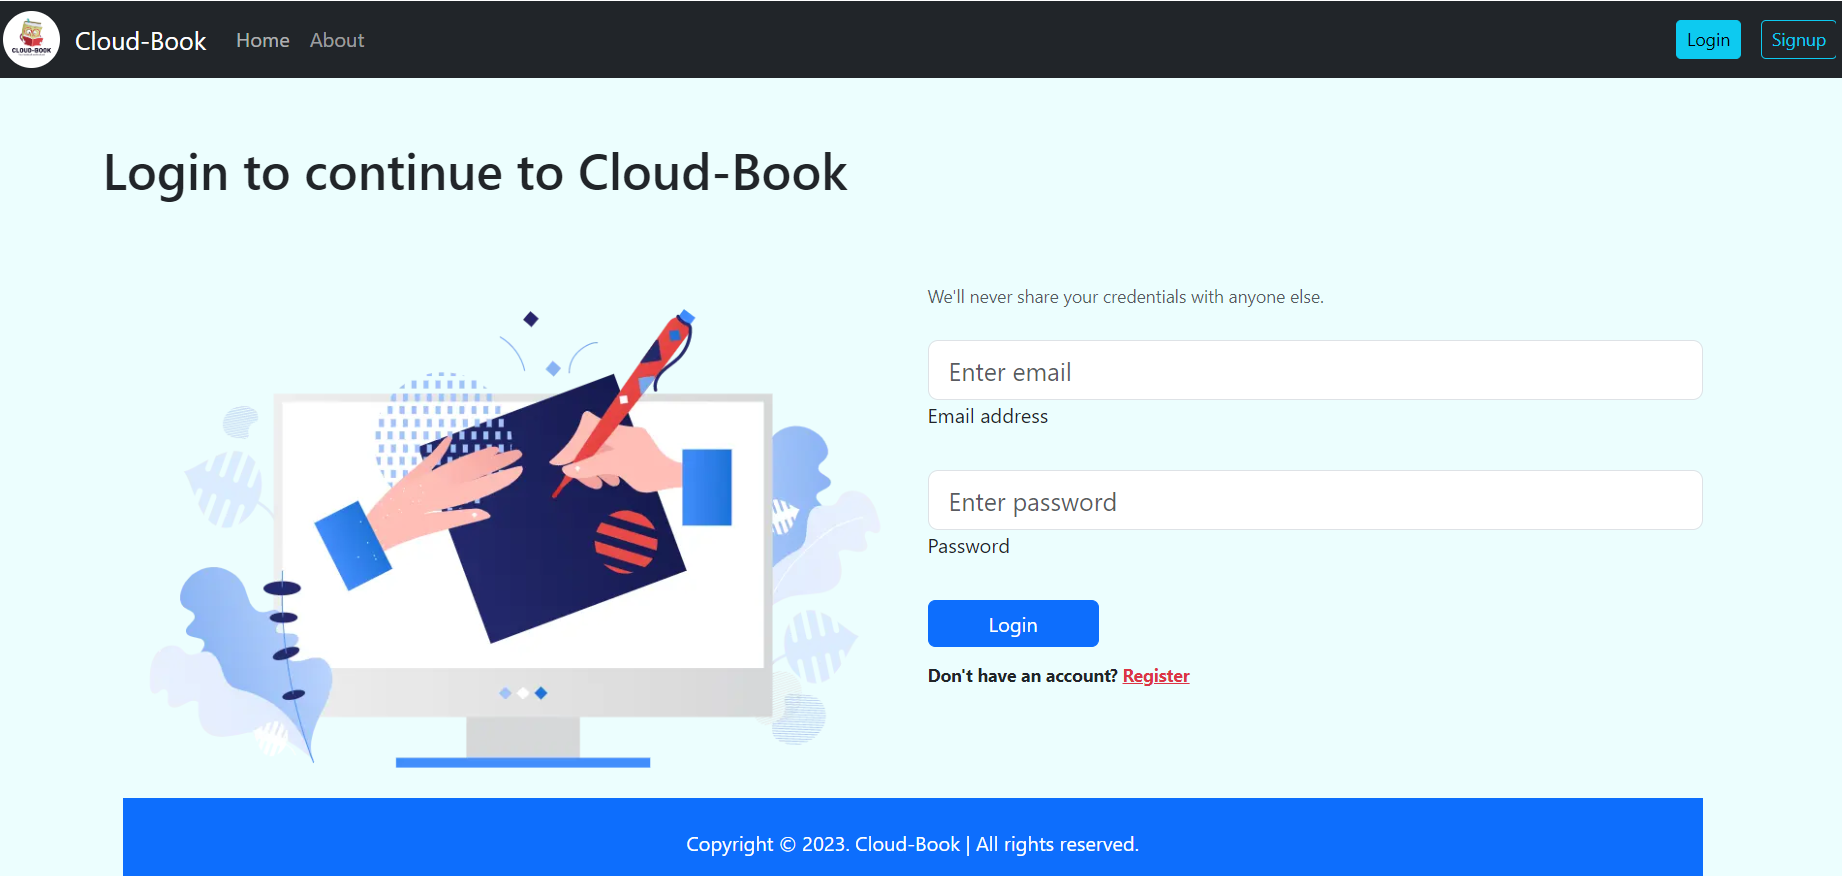 CLOUD-BOOK
Cloud-Book Home About Login Signup
Login to continue to Cloud-Book
We'll never share your credentials with anyone else.
Enter email
Email address
Enter password
Password
Login
Don't have an account? Register
Copyright © 2023. Cloud-Book | All rights reserved.